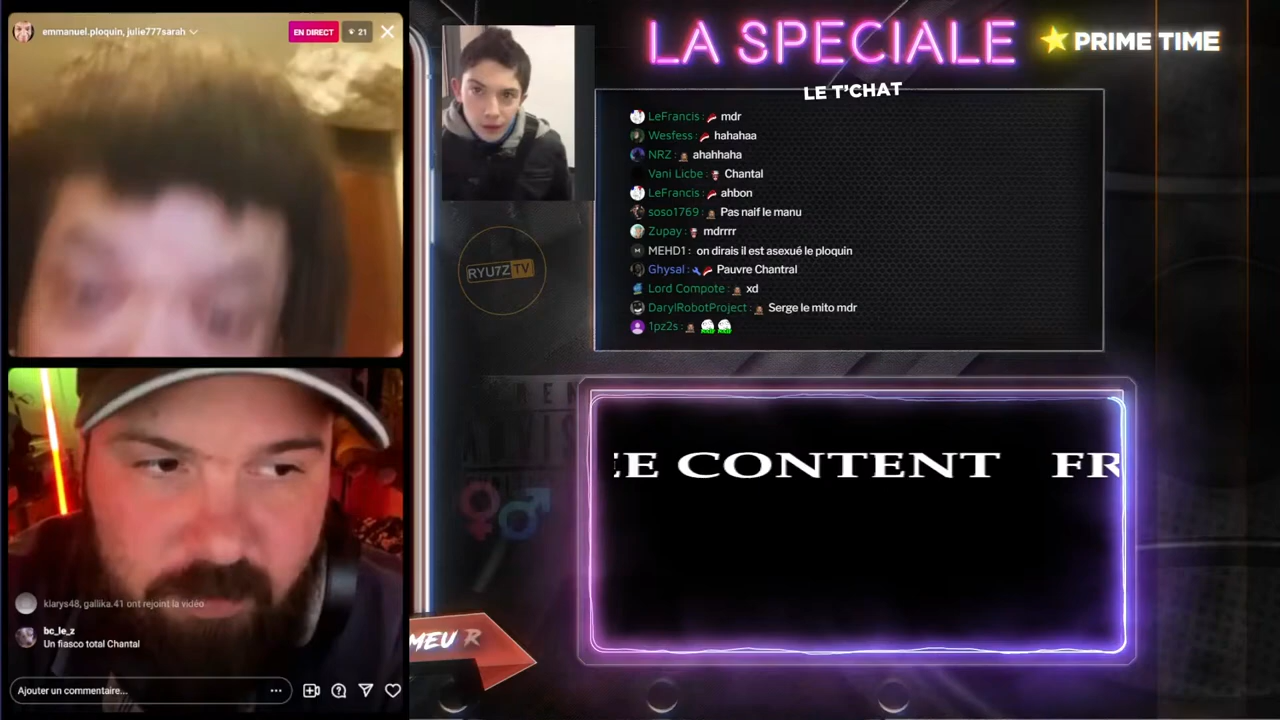 emmanuel.ploquin, julie777sarah
EN DIRECT
21
LA SPECIALE
PRIME TIME
LE T'CHAT
LeFrancis : mdr
Wesfess : hahahaa
NRZ : ahahhaha
Vani Licbe : Chantal
LeFrancis : ahbon
soso1769 : Pas naif le manu
Zupay : mdrrrr
MEHD1 : on dirais il est asexué le ploquin
Ghysal : Pauvre Chantral
Lord Compote : xd
DarylRobotProject : Serge le mito mdr
1pz2s :
RYU7Z TV
EE CONTENT FR
klarys48, gallika.41 ont rejoint la vidéo
bc_le_z
Un fiasco total Chantal
MEU R
Ajouter un commentaire...